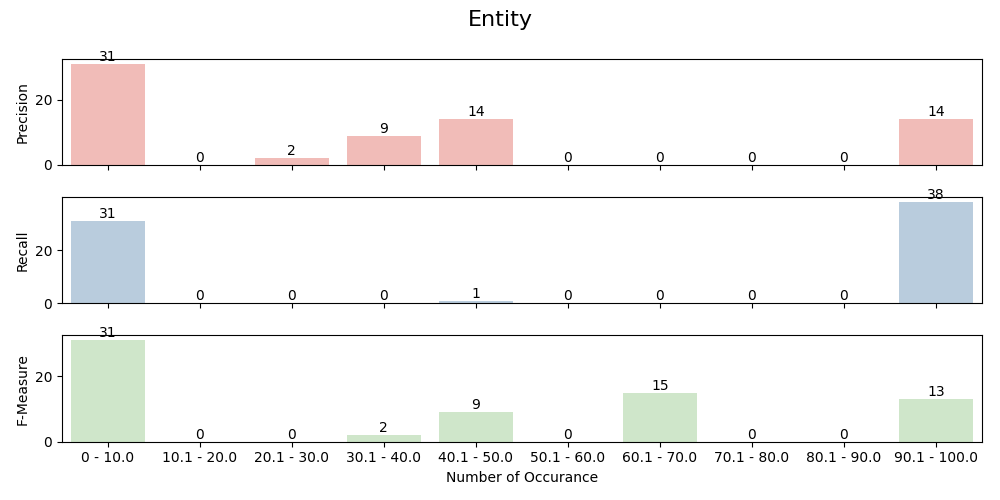 Entity
31 0 2 9 14 0 0 0 0 14
20
0
Precision
31 0 0 0 1 0 0 0 0 38
20
0
Recall
31 0 0 2 9 0 15 0 0 13
20
0
F-Measure
0 - 10.0 10.1 - 20.0 20.1 - 30.0 30.1 - 40.0 40.1 - 50.0 50.1 - 60.0 60.1 - 70.0 70.1 - 80.0 80.1 - 90.0 90.1 - 100.0
Number of Occurance